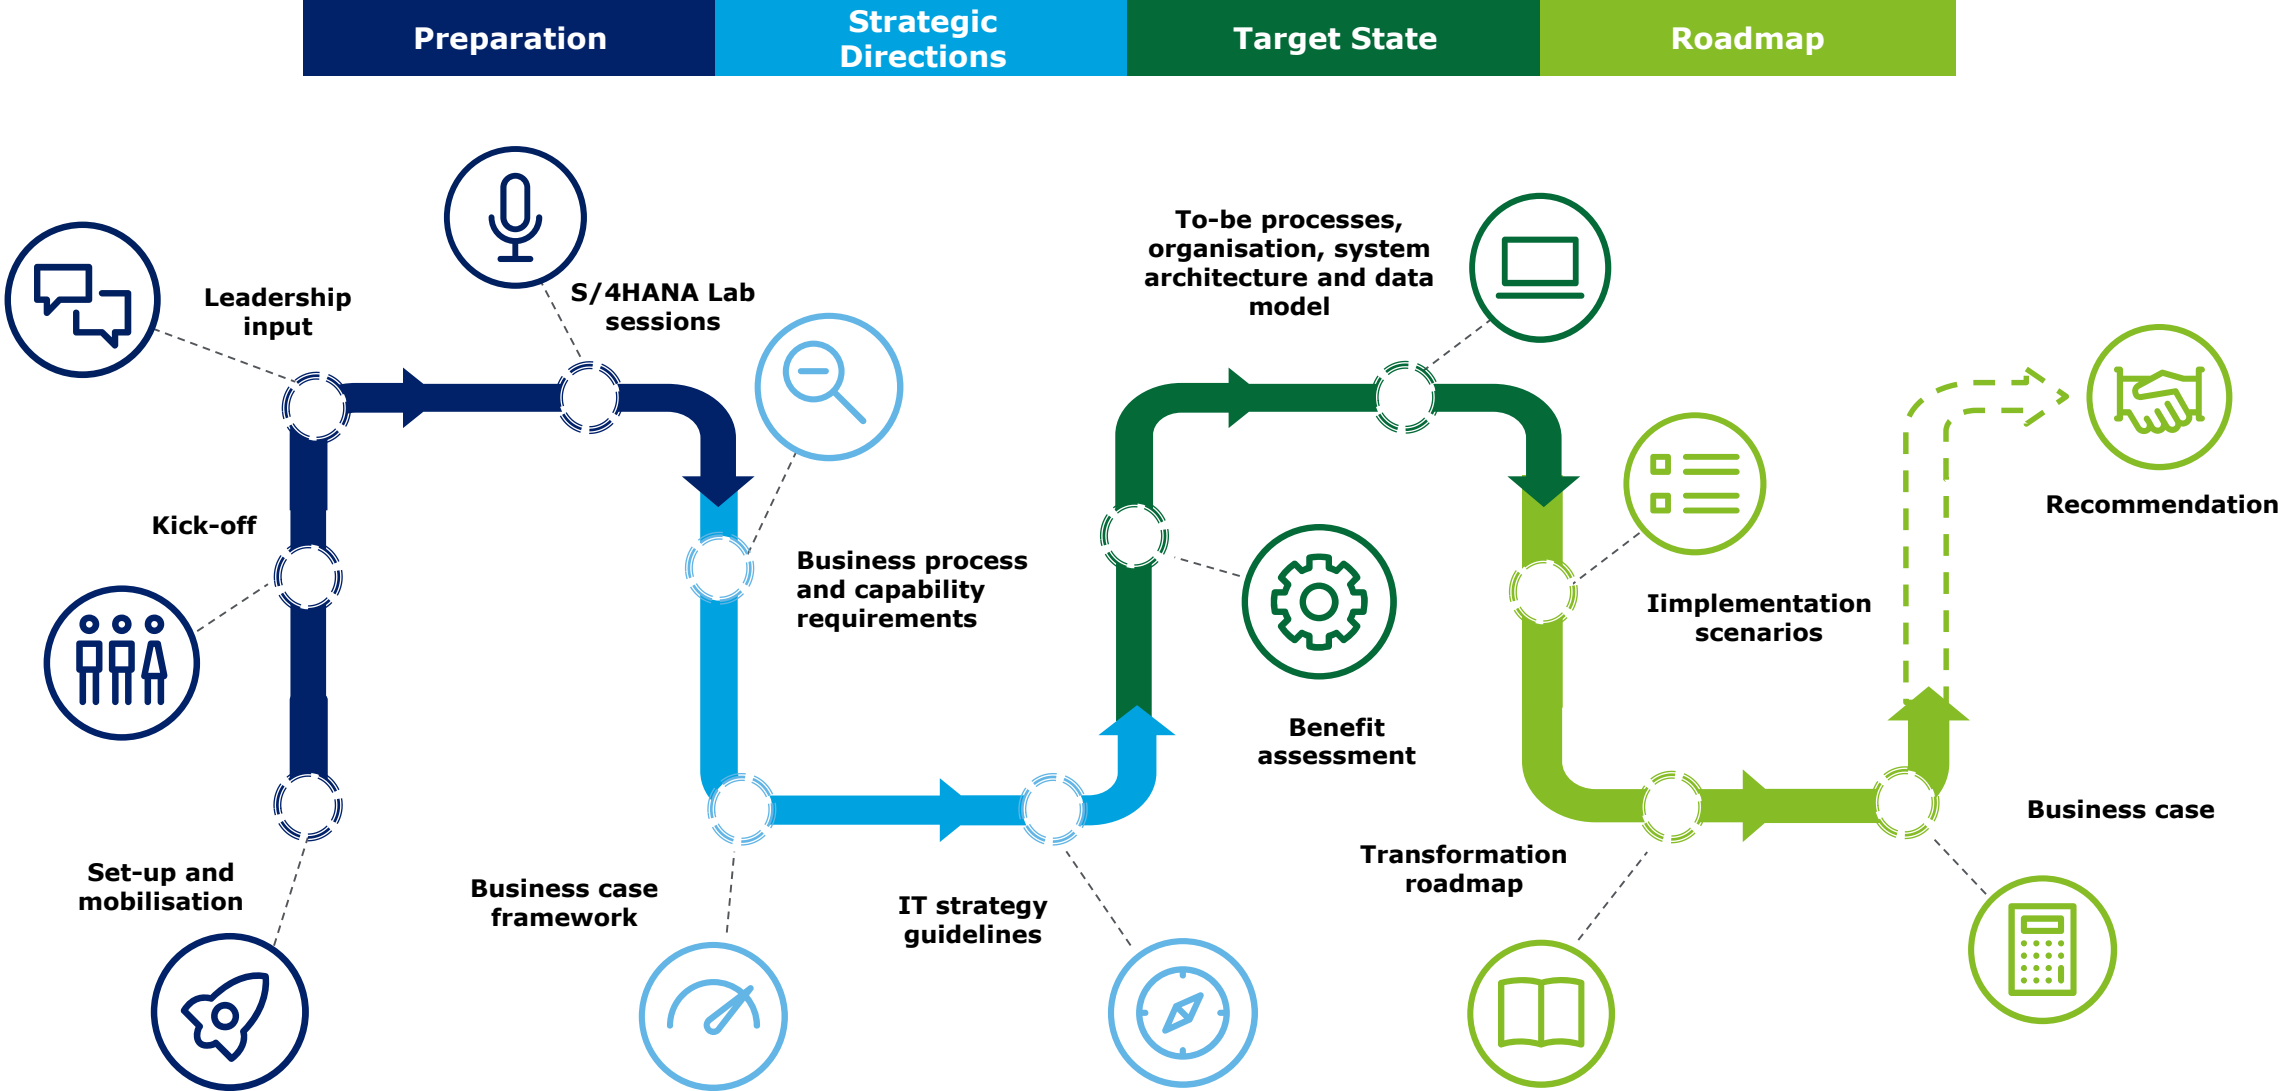 Preparation
Strategic
Directions
Target State
Roadmap
Leadership
input
S/4HANA Lab
sessions
To-be processes,
organisation, system
architecture and data
model
Kick-off
Business process
and capability
requirements
Iimplementation
scenarios
Recommendation
Benefit
assessment
Set-up and
mobilisation
Business case
framework
IT strategy
guidelines
Transformation
roadmap
Business case